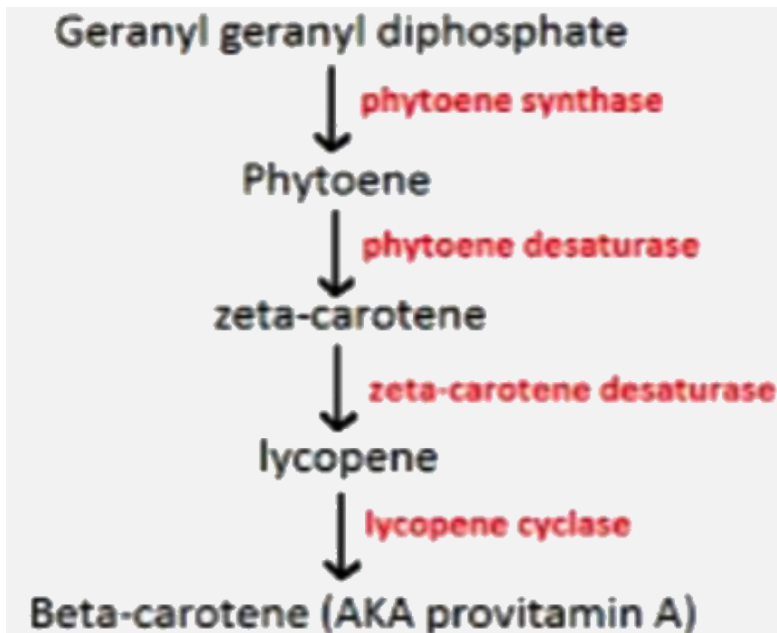 Geranyl geranyl diphosphate
phytoene synthase
Phytoene
phytoene desaturase
zeta-carotene
zeta-carotene desaturase
lycopene
lycopene cyclase
Beta-carotene (AKA provitamin A)